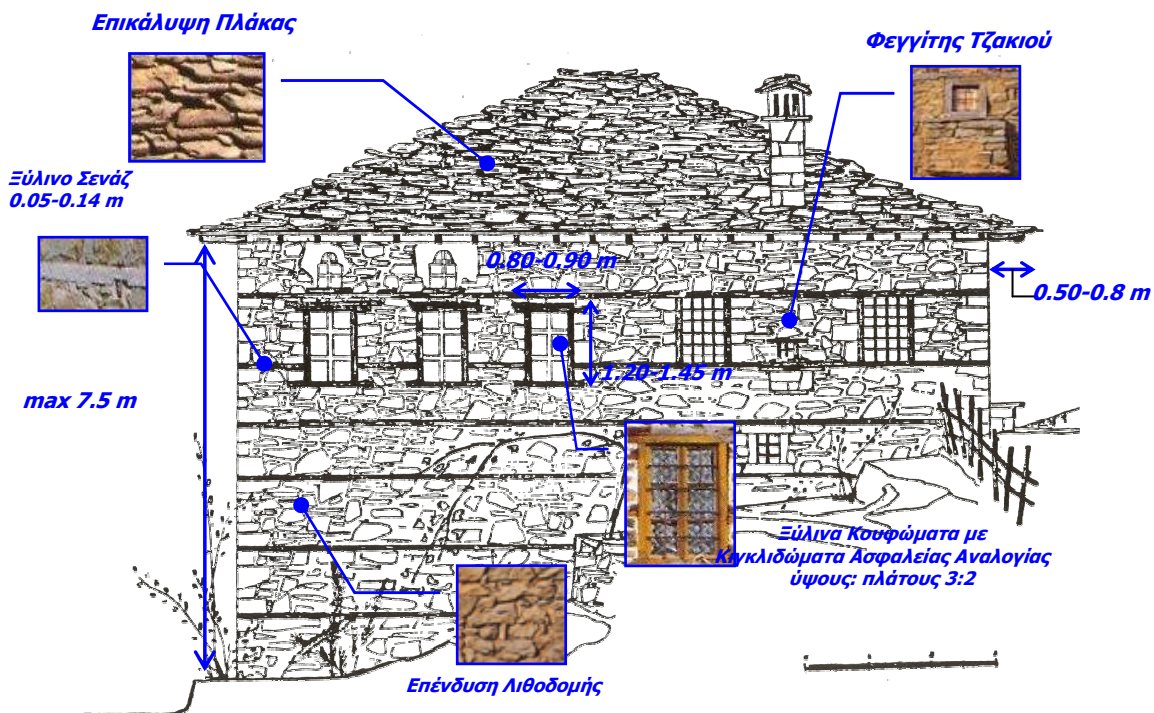 Επικάλυψη Πλάκας
Φεγγίτης Τζακιού
Ξύλινο Σενάζ
0.05-0.14 m
0.80-0.90 m
0.50-0.8 m
1.20-1.45 m
max 7.5 m
Ξύλινα Κουφώματα με
Κιγκλιδώματα Ασφαλείας Αναλογίας
ύψους: πλάτους 3:2
Επένδυση Λιθοδομής